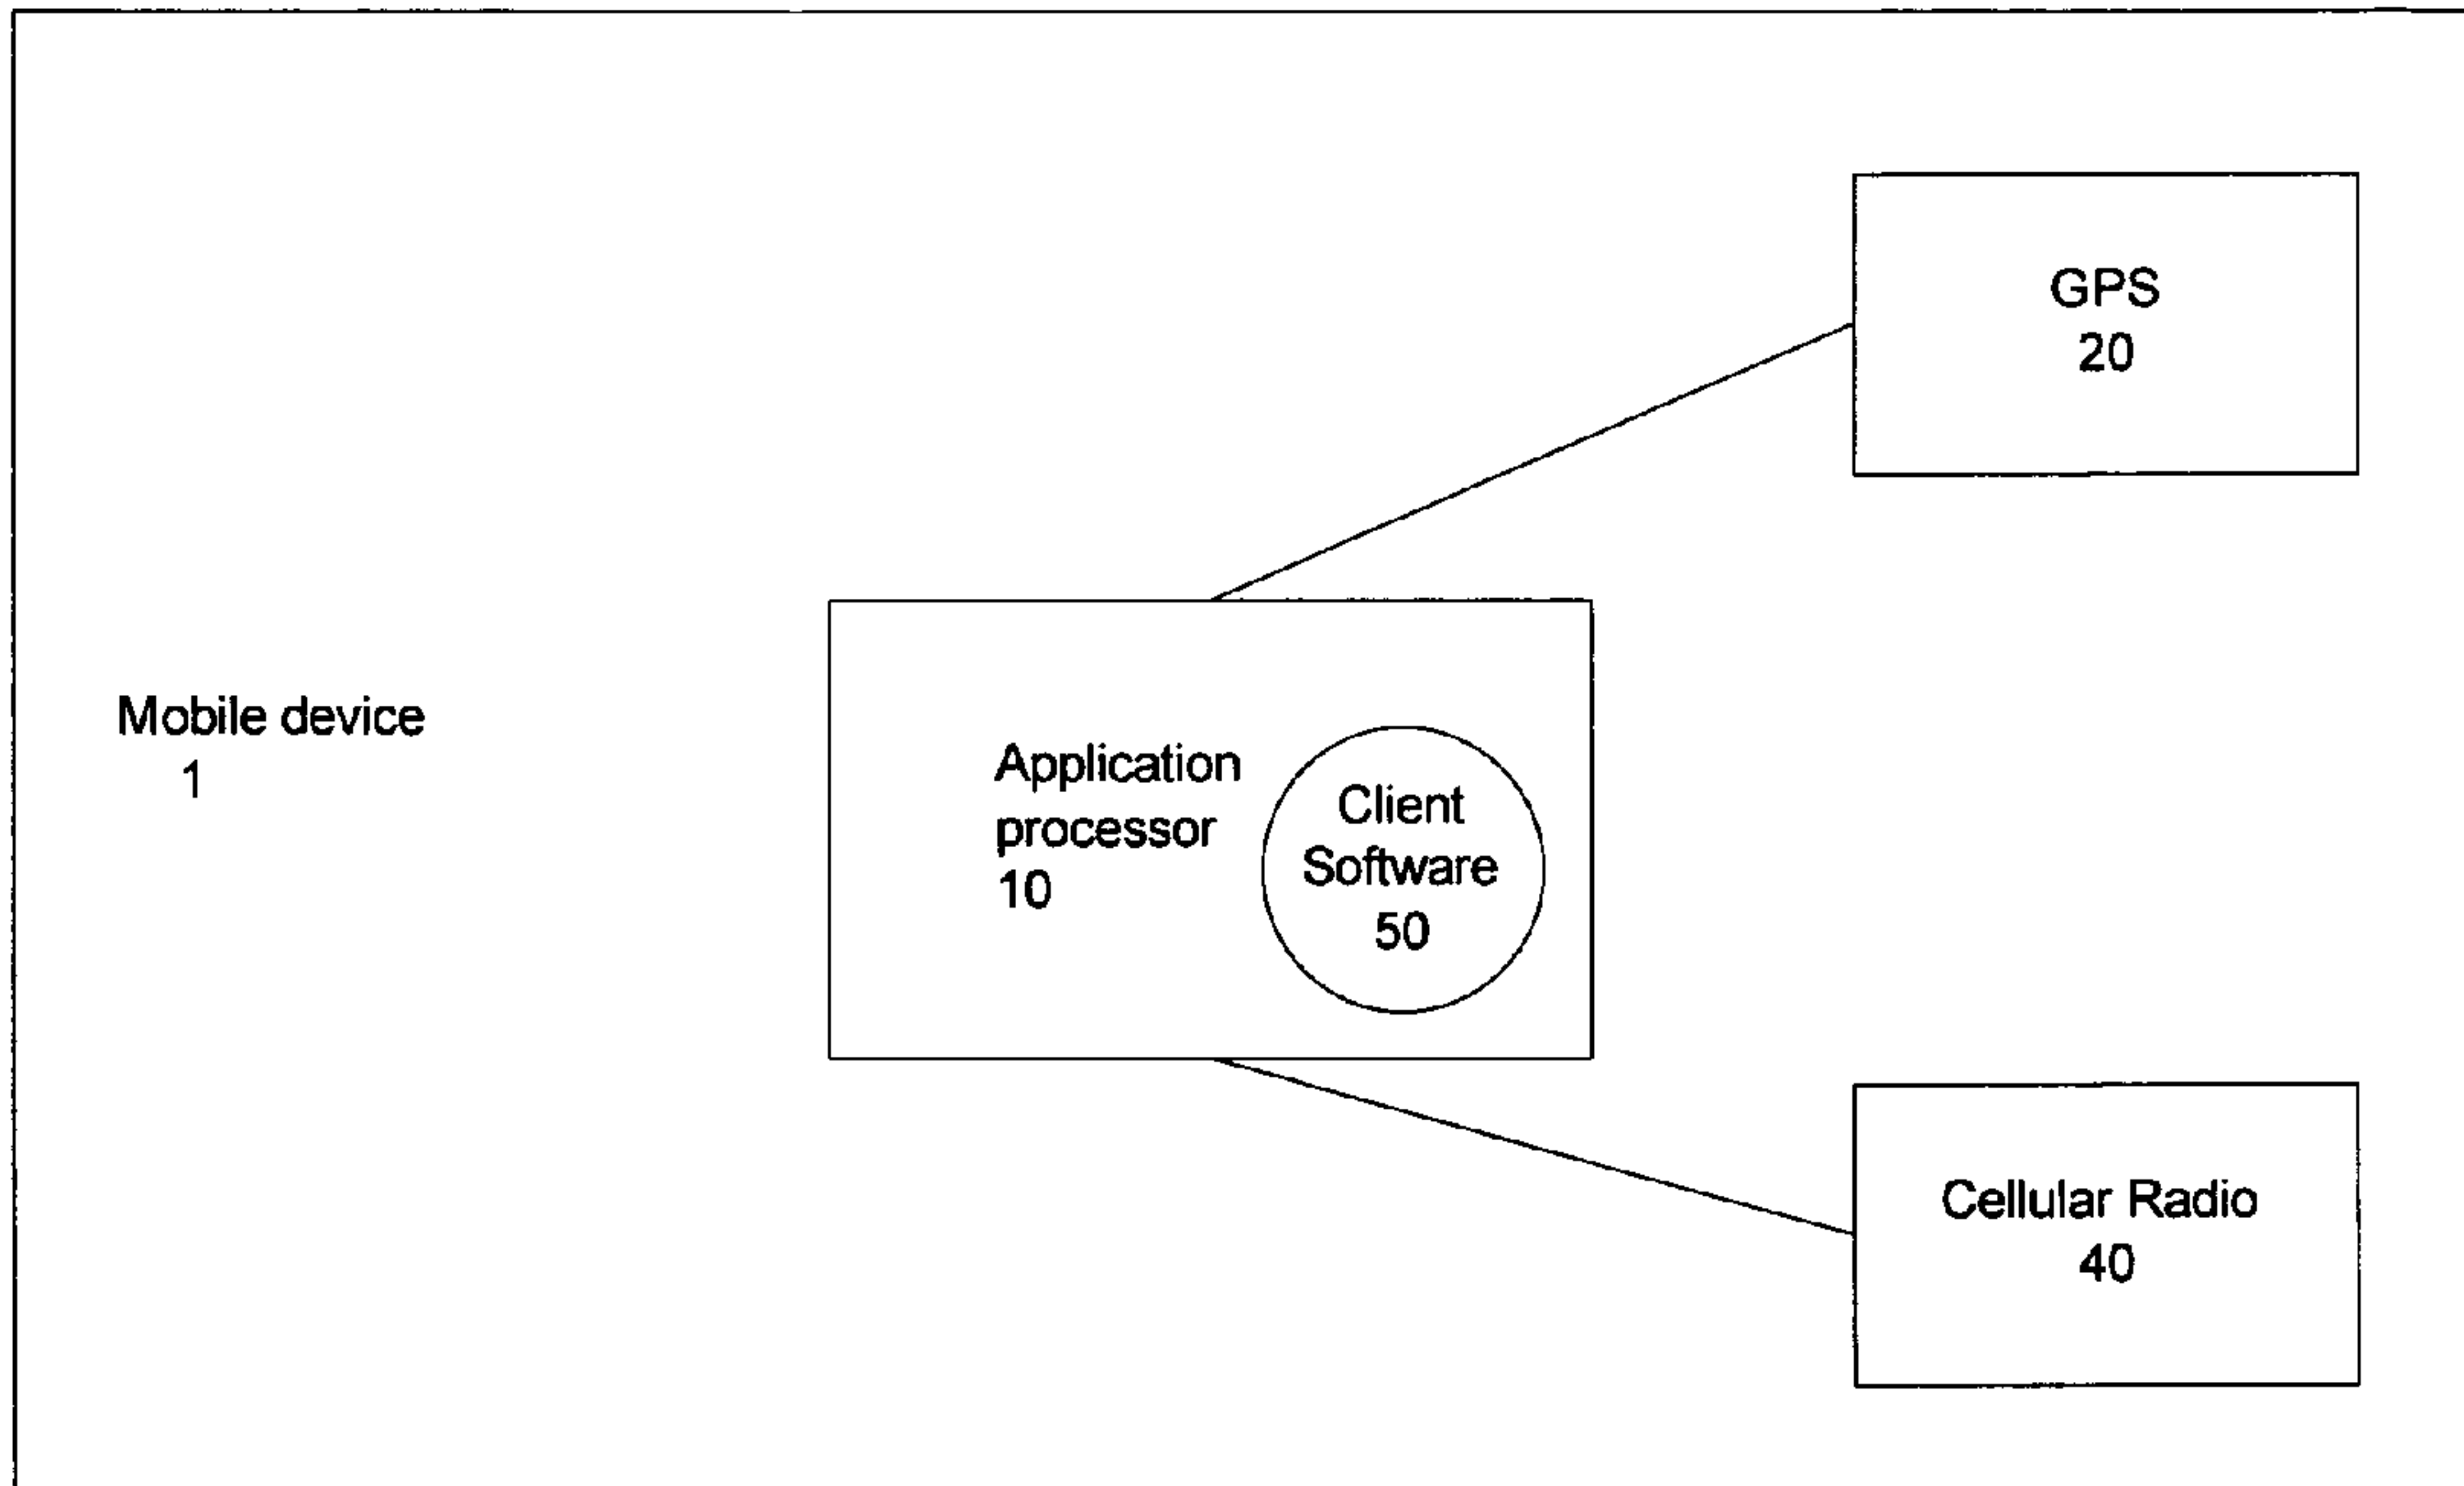 GPS
20
Mobile device
1
Application
processor
10
Client
Software
50
Cellular Radio
40